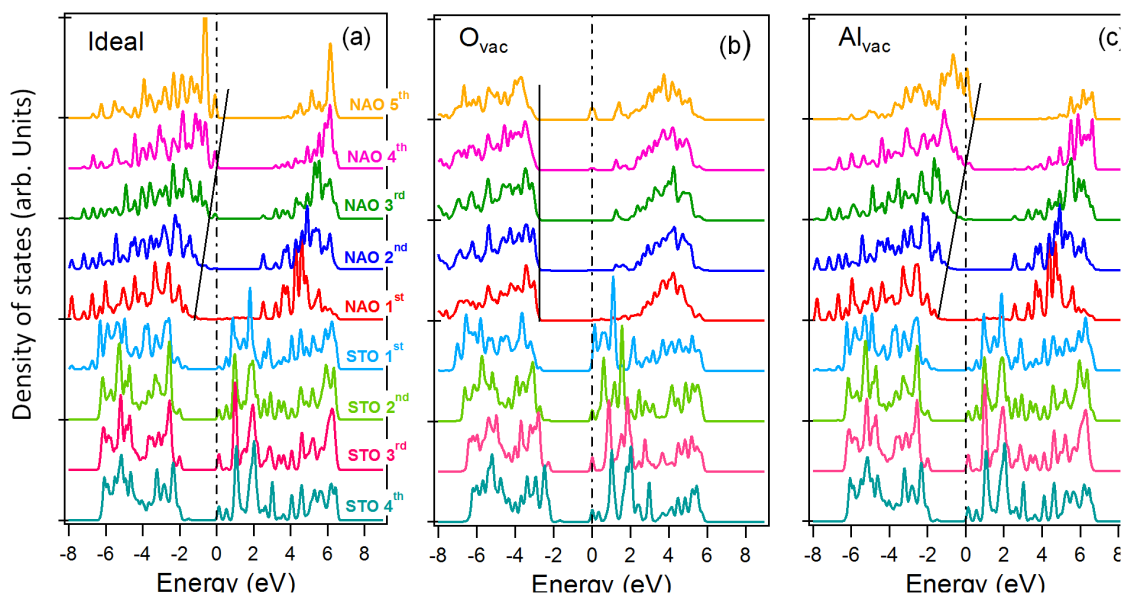 Density of states (arb. Units)
Ideal
(a)
NAO 5th
NAO 4th
NAO 3rd
NAO 2nd
NAO 1st
STO 1st
STO 2nd
STO 3rd
STO 4th
-8 -6 -4 -2 0 2 4 6 8
Energy (eV)
Ovac
(b)
-8 -6 -4 -2 0 2 4 6 8
Energy (eV)
Alvac
(c)
-8 -6 -4 -2 0 2 4 6 8
Energy (eV)